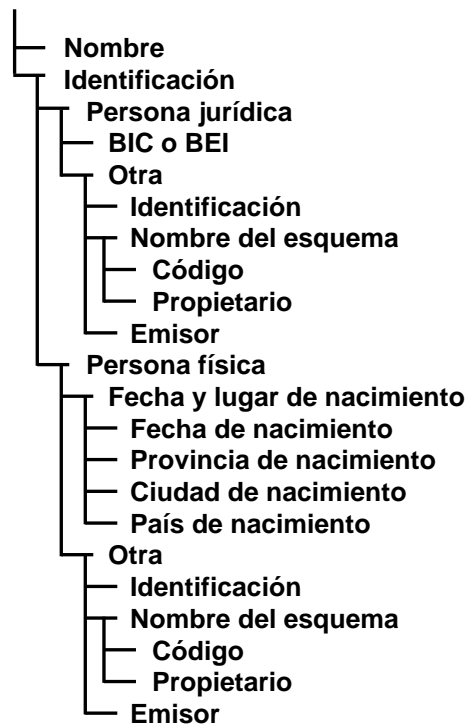 Nombre
Identificación
Persona jurídica
BIC o BEI
Otra
Identificación
Nombre del esquema
Código
Propietario
Emisor
Persona física
Fecha y lugar de nacimiento
Fecha de nacimiento
Provincia de nacimiento
Ciudad de nacimiento
País de nacimiento
Otra
Identificación
Nombre del esquema
Código
Propietario
Emisor